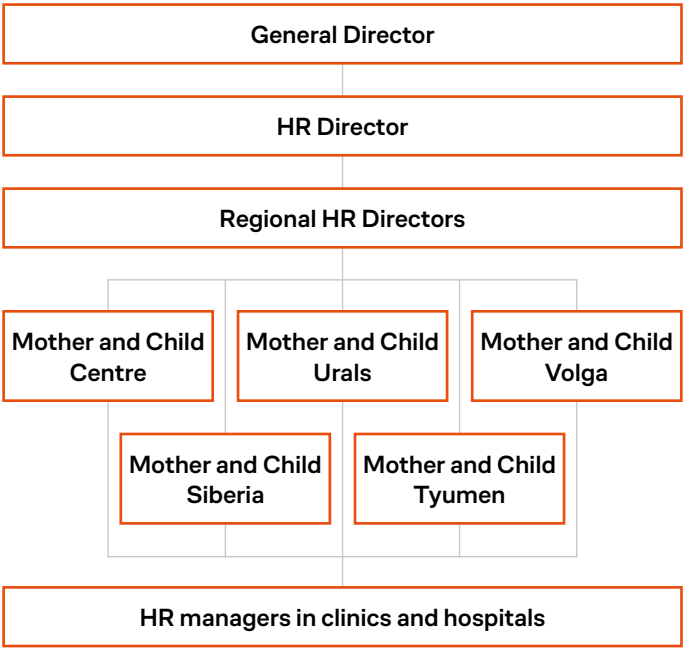 General Director
HR Director
Regional HR Directors
Mother and Child
Centre
Mother and Child
Urals
Mother and Child
Volga
Mother and Child
Siberia
Mother and Child
Tyumen
HR managers in clinics and hospitals